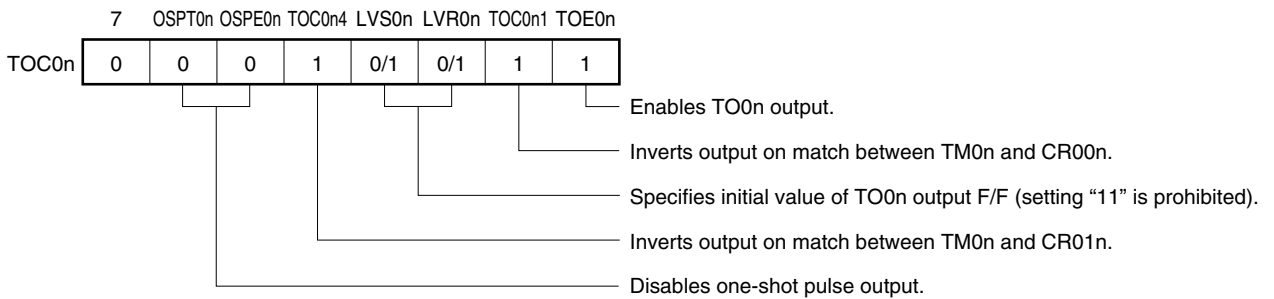 7 OSPT0n OSPE0n TOC0n4 LVS0n LVR0n TOC0n1 TOE0n
TOC0n 0 0 0 1 0/1 0/1 1 1
Enables TO0n output.
Inverts output on match between TM0n and CR00n.
Specifies initial value of TO0n output F/F (setting “11” is prohibited).
Inverts output on match between TM0n and CR01n.
Disables one-shot pulse output.